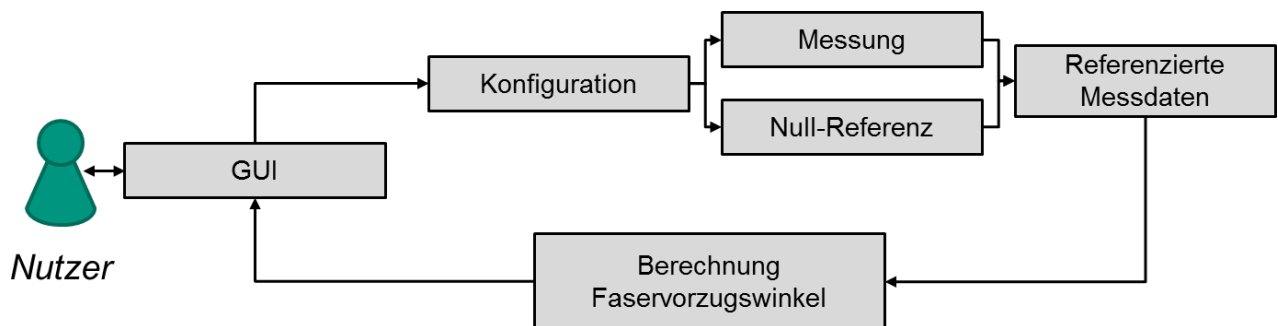 Messung
Konfiguration
Referenzierte
Messdaten
Null-Referenz
GUI
Nutzer
Berechnung
Faservorzugswinkel